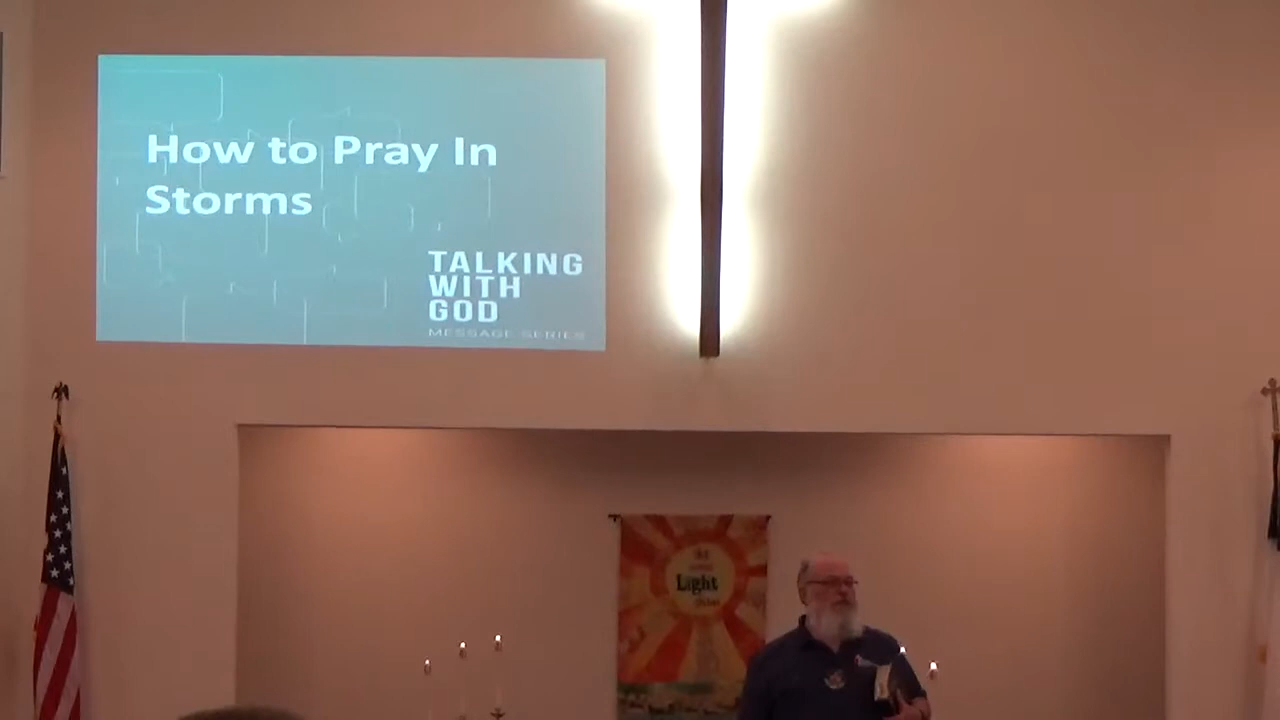 How to Pray In
Storms
TALKING
WITH
GOD
MESSAGE SERIES
Light